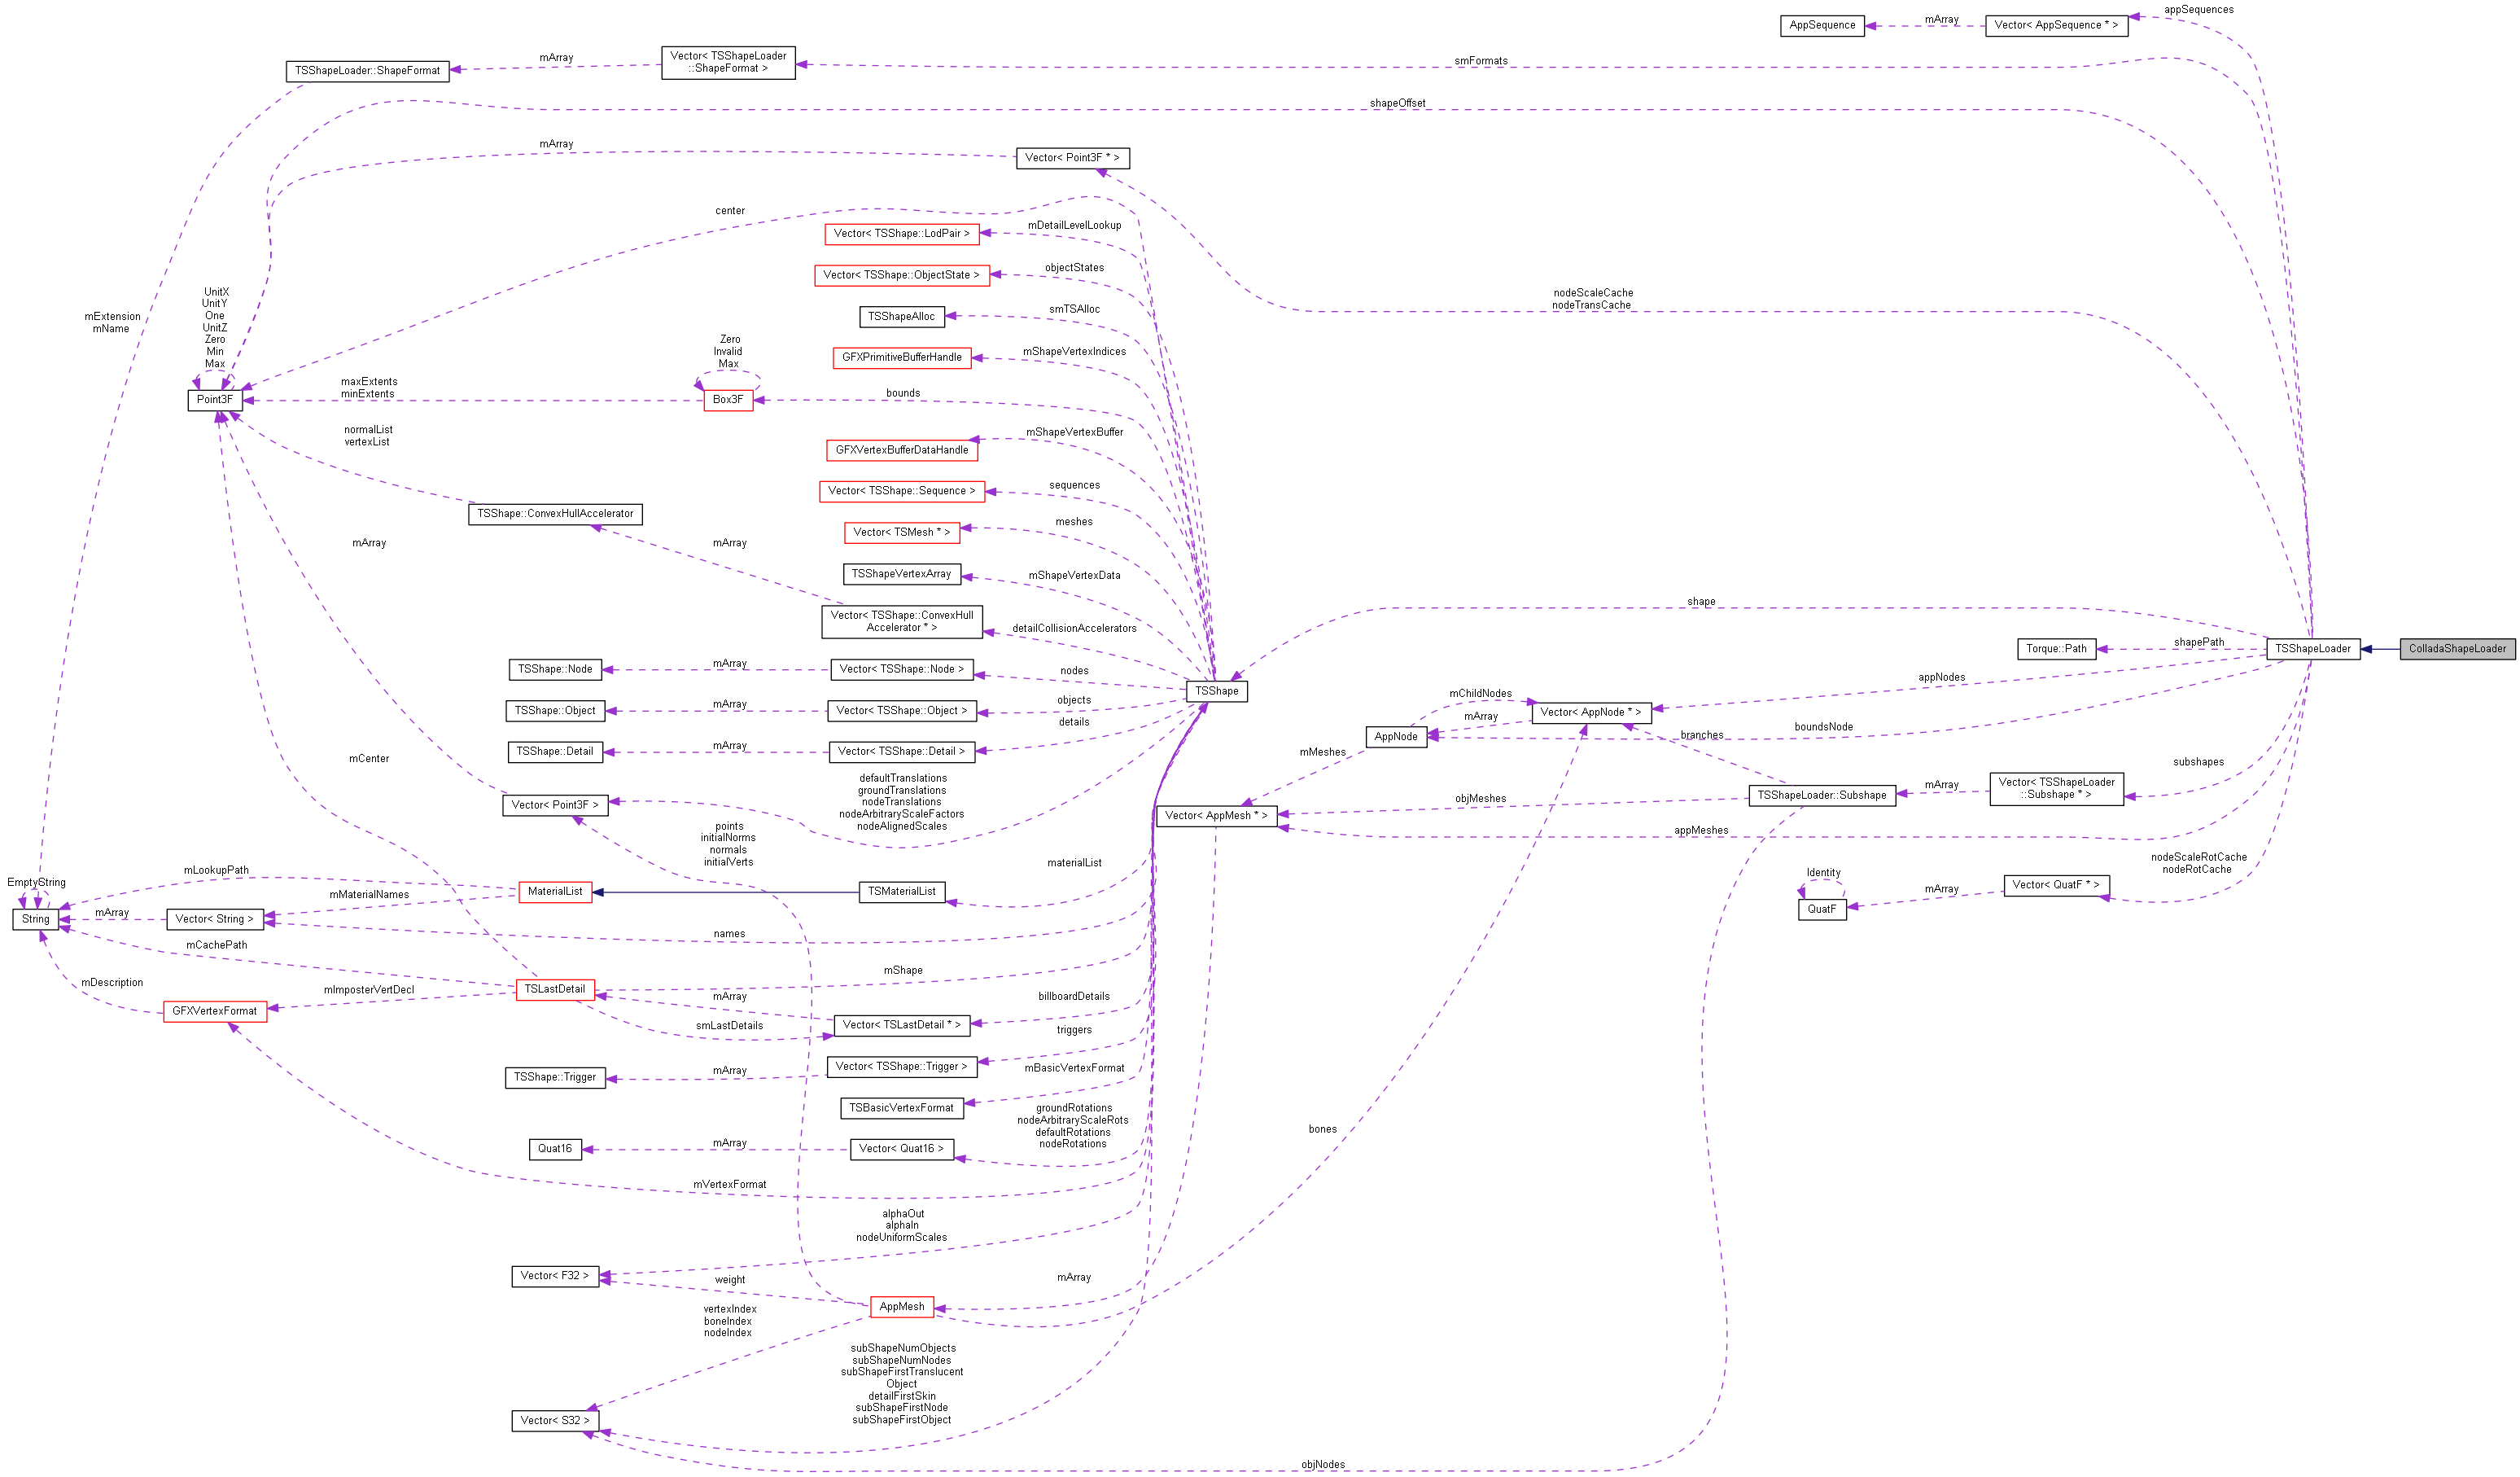 appSequences
AppSequence
mArray
Vector< AppSequence * >
TSShapeLoader::ShapeFormat
mArray
Vector< TSShapeLoader
::ShapeFormat >
smFormats
shapeOffset
mArray
Vector< Point3F * >
center
mDetailLevelLookup
Vector< TSShape::LodPair >
objectStates
Vector< TSShape::ObjectState >
nodeScaleCache
nodeTransCache
smTSAlloc
TSShapeAlloc
mExtension
mName
UnitX
UnitY
One
UnitZ
Zero
Min
Max
Zero
Invalid
Max
mShapeVertexIndices
GFXPrimitiveBufferHandle
Point3F
maxExtents
minExtents
Box3F
bounds
normalList
vertexList
mShapeVertexBuffer
GFXVertexBufferDataHandle
sequences
Vector< TSShape::Sequence >
TSShape::ConvexHullAccelerator
meshes
Vector< TSMesh * >
mArray
mArray
mShapeVertexData
TSShapeVertexArray
shape
Vector< TSShape::ConvexHull
Accelerator * >
detailCollisionAccelerators
Torque::Path
shapePath
TSShapeLoader
ColladaShapeLoader
TSShape::Node
mArray
Vector< TSShape::Node >
nodes
TSShape
appNodes
mChildNodes
TSShape::Object
mArray
Vector< TSShape::Object >
objects
mArray
Vector< AppNode * >
details
AppNode
branches
boundsNode
TSShape::Detail
mArray
Vector< TSShape::Detail >
mMeshes
mCenter
subshapes
defaultTranslations
groundTranslations
nodeTranslations
nodeArbitraryScaleFactors
nodeAlignedScales
Vector< Point3F >
mArray
Vector< TSShapeLoader
::Subshape * >
TSShapeLoader::Subshape
objMeshes
Vector< AppMesh * >
appMeshes
points
initialNorms
normals
initialVerts
materialList
nodeScaleRotCache
nodeRotCache
mLookupPath
EmptyString
MaterialList
TSMaterialList
mMaterialNames
Identity
mArray
Vector< QuatF * >
QuatF
String
mArray
Vector< String >
names
mCachePath
mShape
mDescription
mImposterVertDecl
TSLastDetail
mArray
billboardDetails
GFXVertexFormat
smLastDetails
Vector< TSLastDetail * >
triggers
TSShape::Trigger
mArray
Vector< TSShape::Trigger >
mBasicVertexFormat
TSBasicVertexFormat
groundRotations
nodeArbitraryScaleRots
defaultRotations
nodeRotations
bones
Quat16
mArray
Vector< Quat16 >
mVertexFormat
alphaOut
alphaIn
nodeUniformScales
Vector< F32 >
weight
mArray
AppMesh
vertexIndex
boneIndex
nodeIndex
subShapeNumObjects
subShapeNumNodes
subShapeFirstTranslucent
Object
detailFirstSkin
subShapeFirstNode
subShapeFirstObject
Vector< S32 >
objNodes